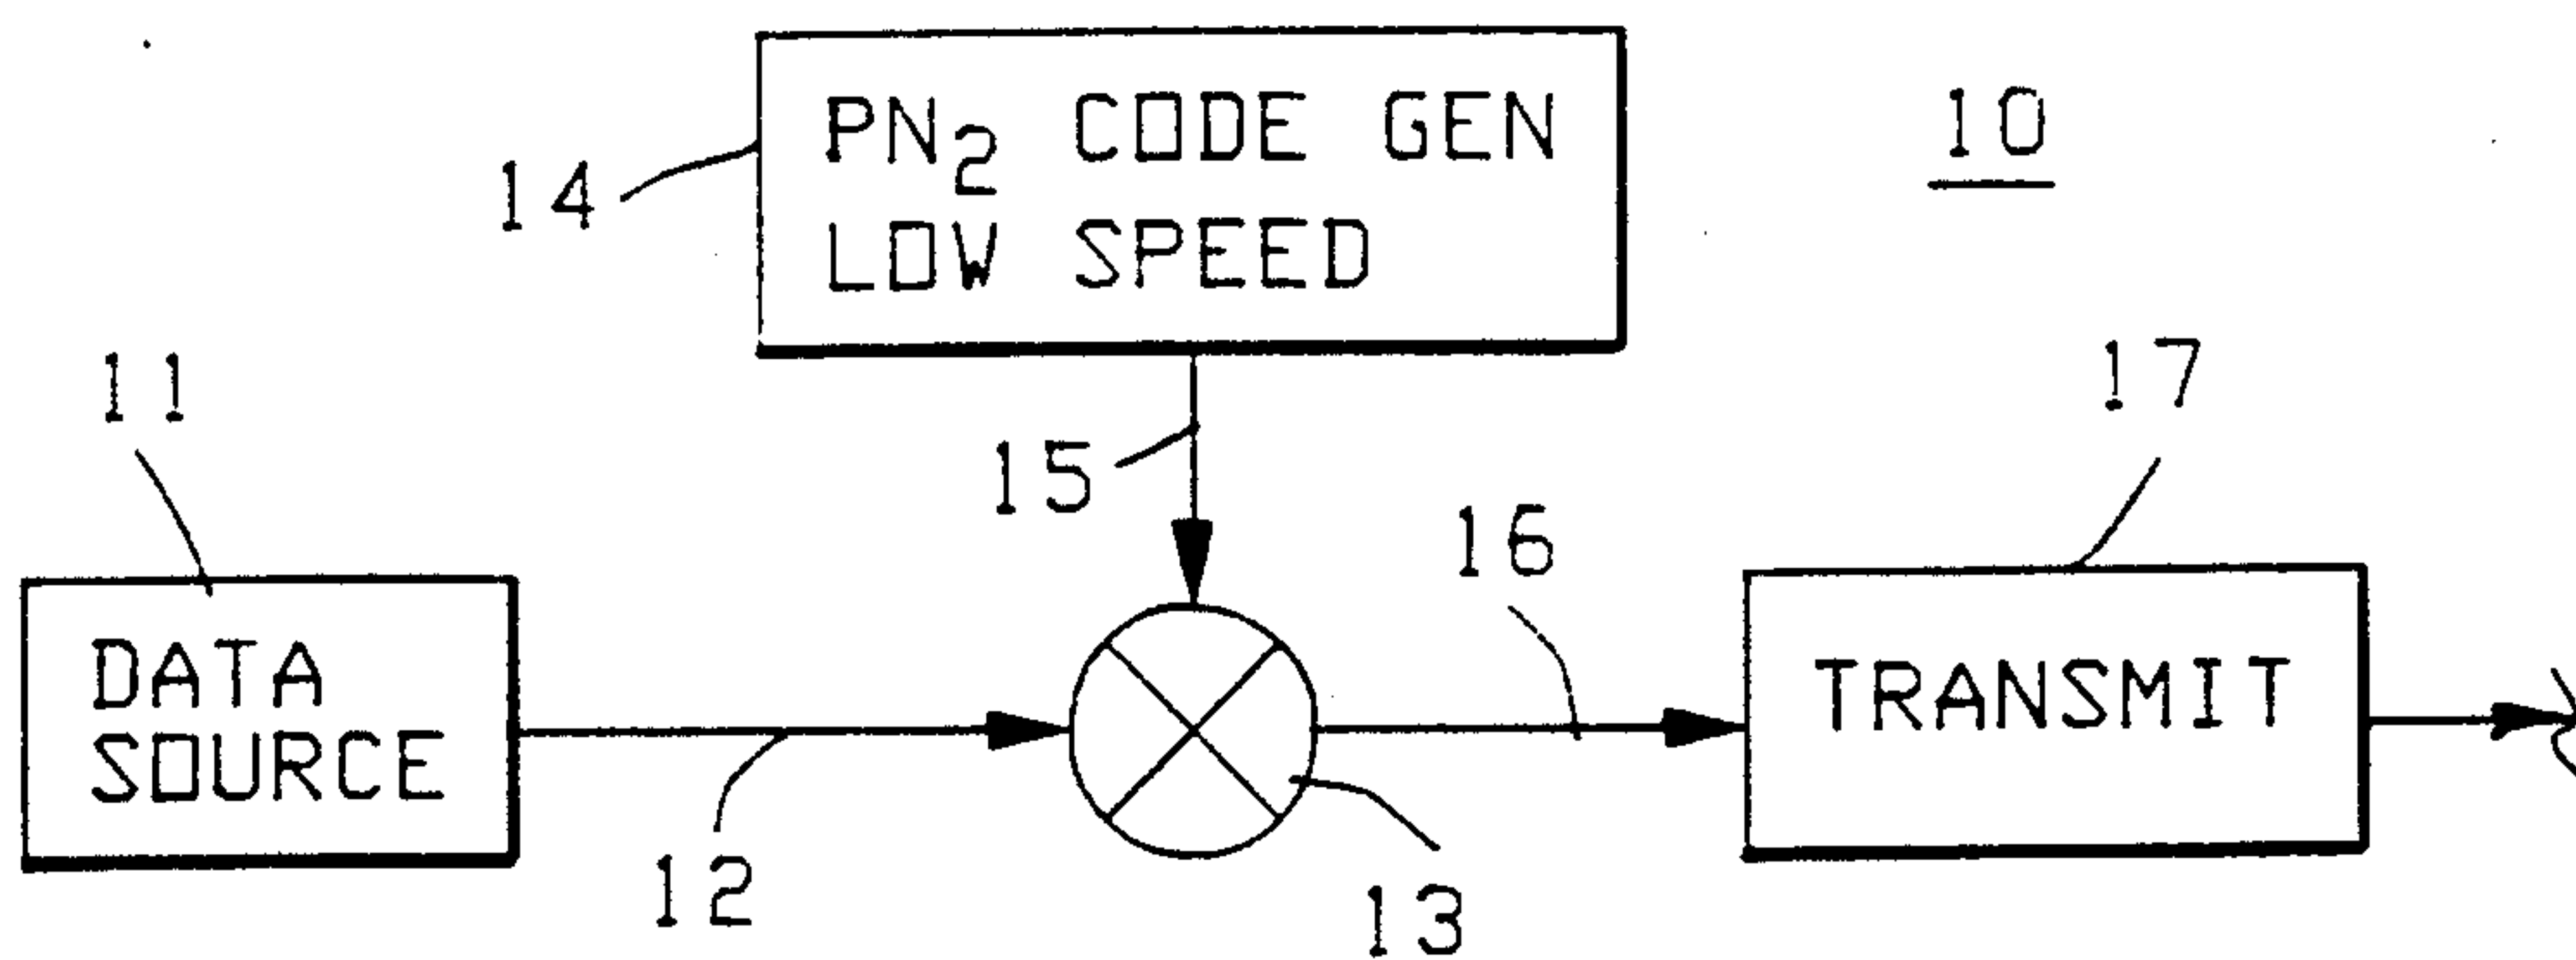 PN₂ CODE GEN
LOW SPEED
10
14
11
15
16
17
DATA
SOURCE
TRANSMIT
12
13